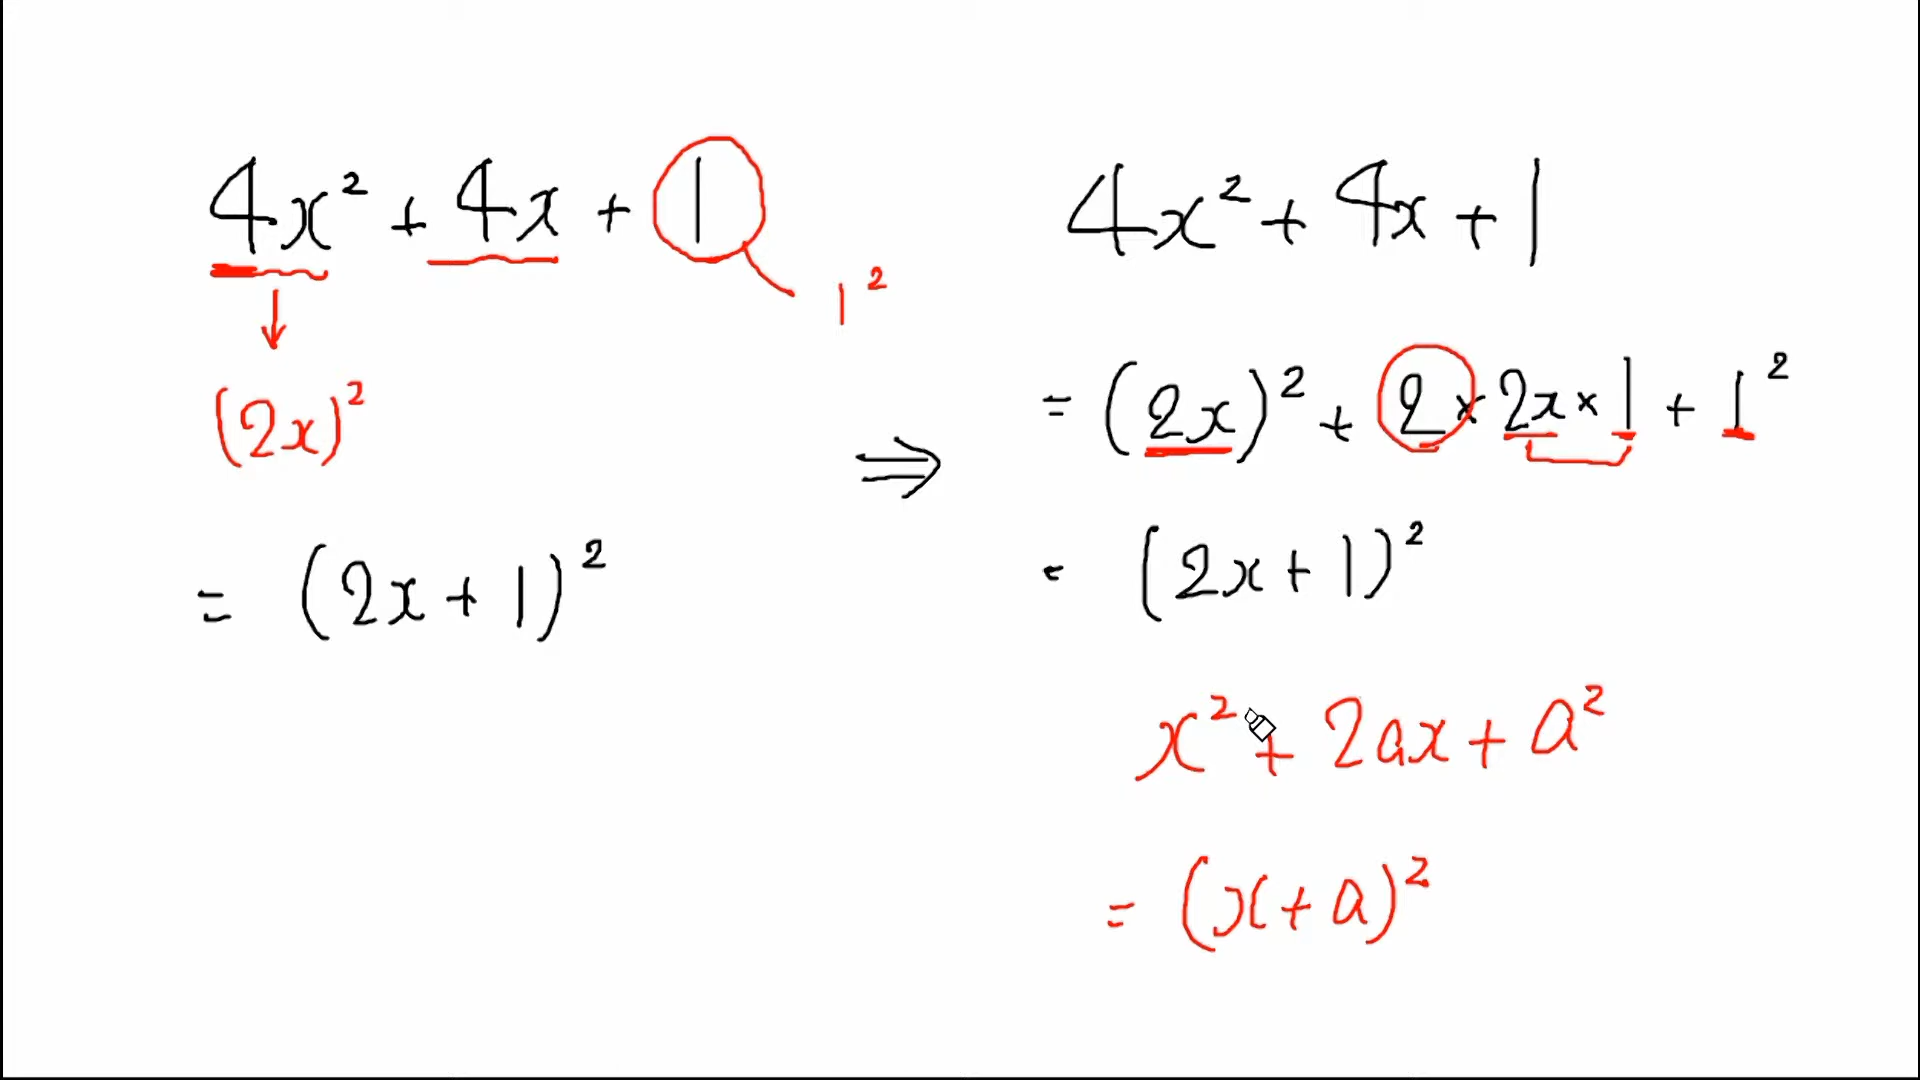 4x² + 4x + 1
1²
(2x)²
= (2x + 1)²
⇒
4x² + 4x + 1
= (2x)² + 2 × 2x × 1 + 1²
= (2x + 1)²
x² + 2ax + a²
= (x + a)²